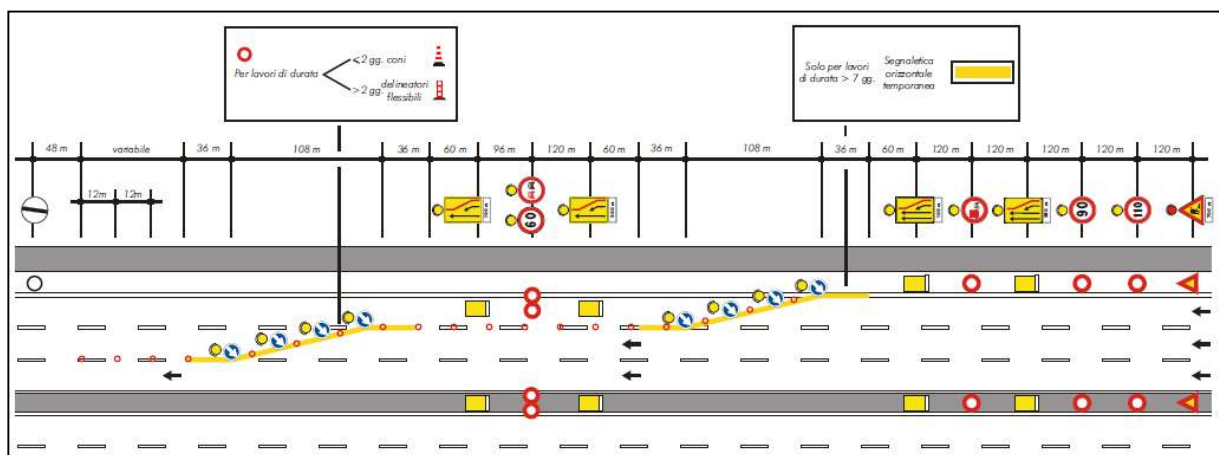 Per lavori di durata
⩽2 gg. coni
>2 gg. delineatori
flessibili
Solo per lavori
di durata > 7 gg.
Segnaletica
orizzontale
temporanea
48 m variabile 36 m 108 m 36 m 60 m 96 m 120 m 60 m 36 m 108 m 36 m 60 m 120 m 120 m 120 m 120 m 120 m
12m 12m
60
90
110